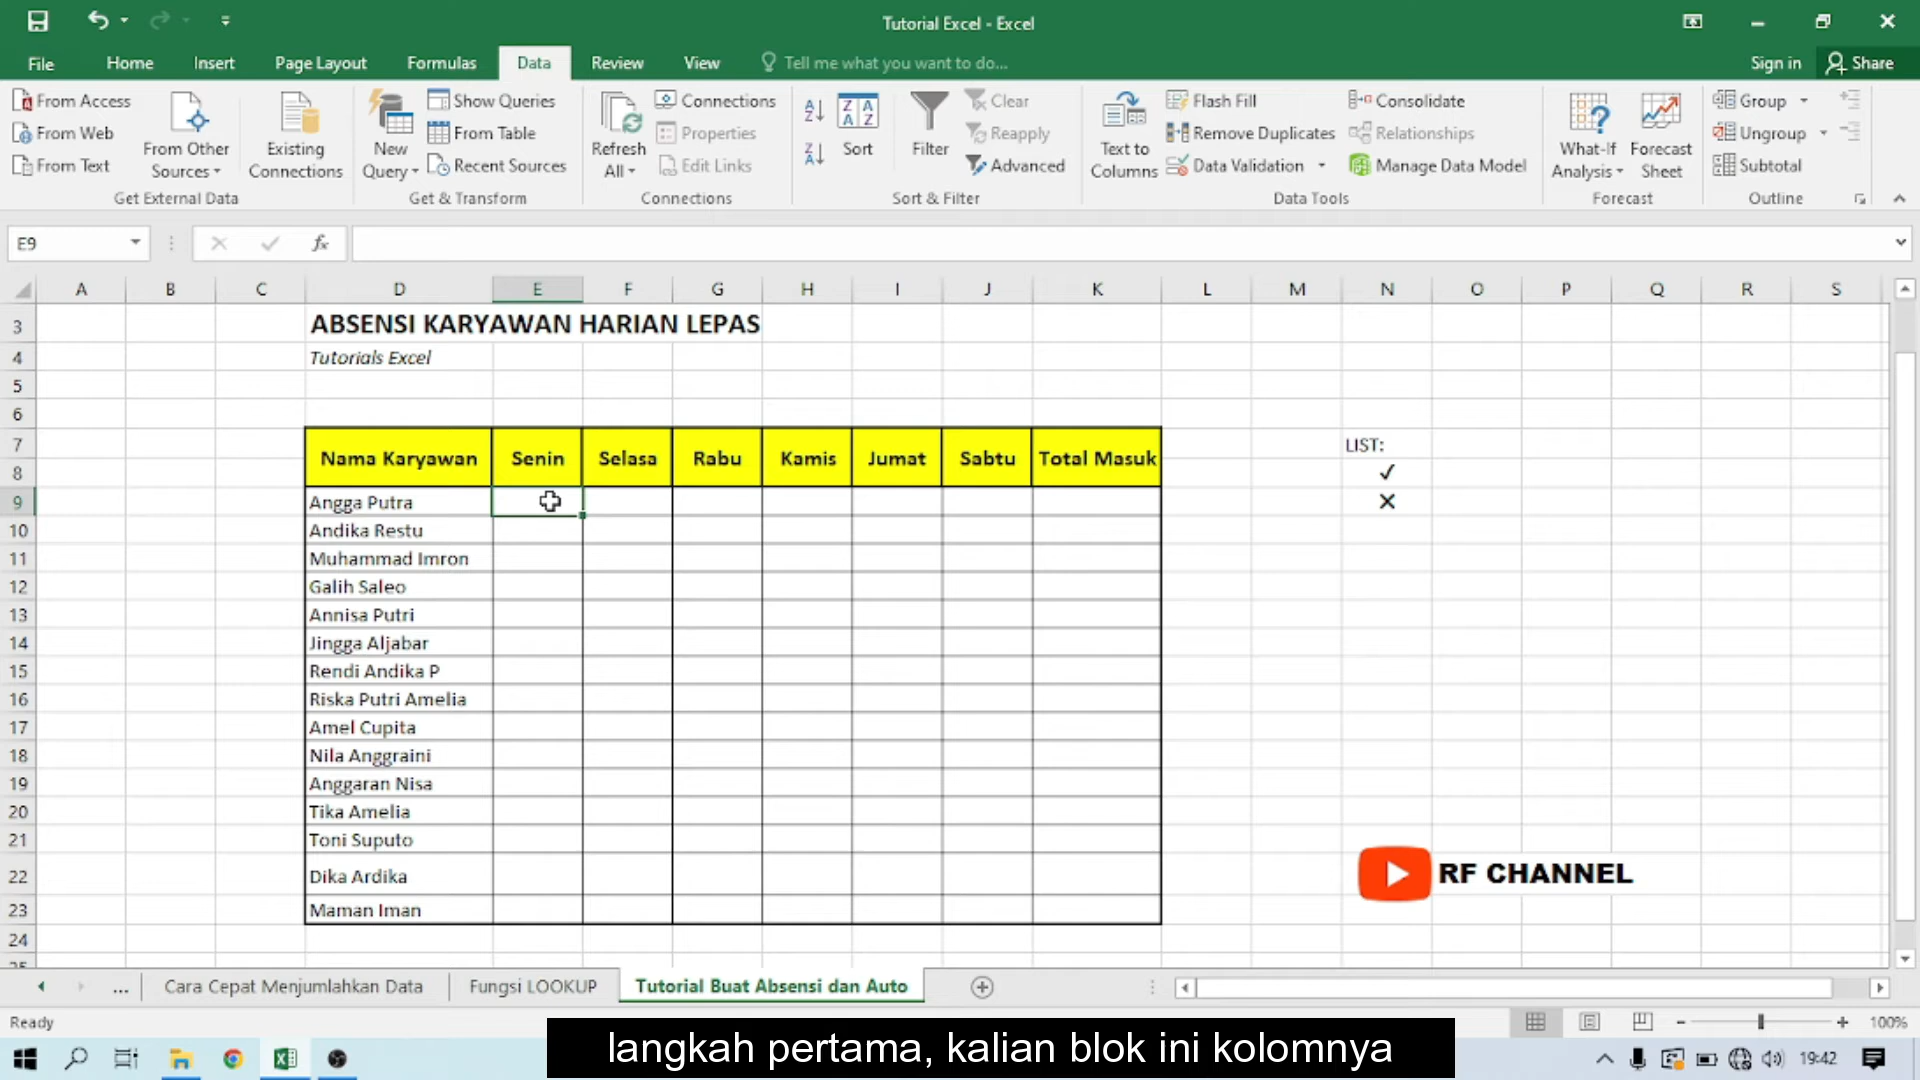 Tutorial Excel - Excel
File Home Insert Page Layout Formulas Data Review View Tell me what you want to do... Sign in Share
From Access
From Web
From Text
From Other Sources
Existing Connections
Get External Data
New Query
Show Queries
From Table
Recent Sources
Get & Transform
Refresh All
Connections
Properties
Edit Links
Connections
Sort
Filter
Clear
Reapply
Advanced
Sort & Filter
Text to Columns
Flash Fill
Remove Duplicates
Data Validation
Consolidate
Relationships
Manage Data Model
Data Tools
What-If Analysis
Forecast Sheet
Forecast
Group
Ungroup
Subtotal
Outline
E9 fx
A B C D E F G H I J K L M N O P Q R S
3 ABSENSI KARYAWAN HARIAN LEPAS
4 Tutorials Excel
5
6
7 LIST:
Nama Karyawan Senin Selasa Rabu Kamis Jumat Sabtu Total Masuk
8 ✓
9 Angga Putra ✕
10 Andika Restu
11 Muhammad Imron
12 Galih Saleo
13 Annisa Putri
14 Jingga Aljabar
15 Rendi Andika P
16 Riska Putri Amelia
17 Amel Cupita
18 Nila Anggraini
19 Anggaran Nisa
20 Tika Amelia
21 Toni Suputo
22 Dika Ardika
23 Maman Iman
24
RF CHANNEL
... Cara Cepat Menjumlahkan Data Fungsi LOOKUP Tutorial Buat Absensi dan Auto
Ready 100%
langkah pertama, kalian blok ini kolomnya
19:42